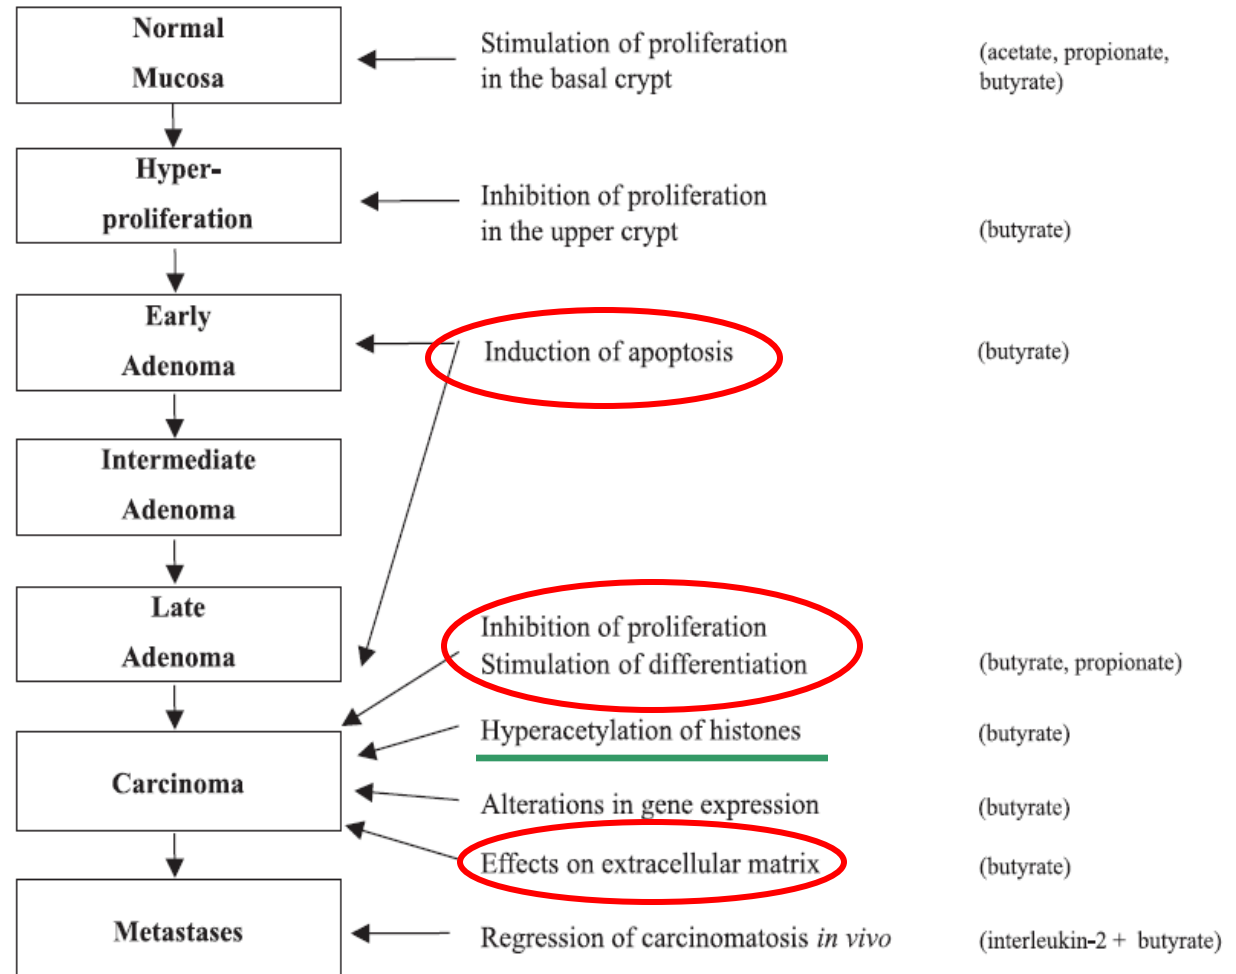 Normal
Mucosa
Stimulation of proliferation
in the basal crypt
(acetate, propionate,
butyrate)
Hyper-
proliferation
Inhibition of proliferation
in the upper crypt
(butyrate)
Early
Adenoma
Induction of apoptosis
(butyrate)
Intermediate
Adenoma
Late
Adenoma
Inhibition of proliferation
Stimulation of differentiation
(butyrate, propionate)
Hyperacetylation of histones
(butyrate)
Carcinoma
Alterations in gene expression
(butyrate)
Effects on extracellular matrix
(butyrate)
Metastases
Regression of carcinomatosis in vivo
(interleukin-2 + butyrate)